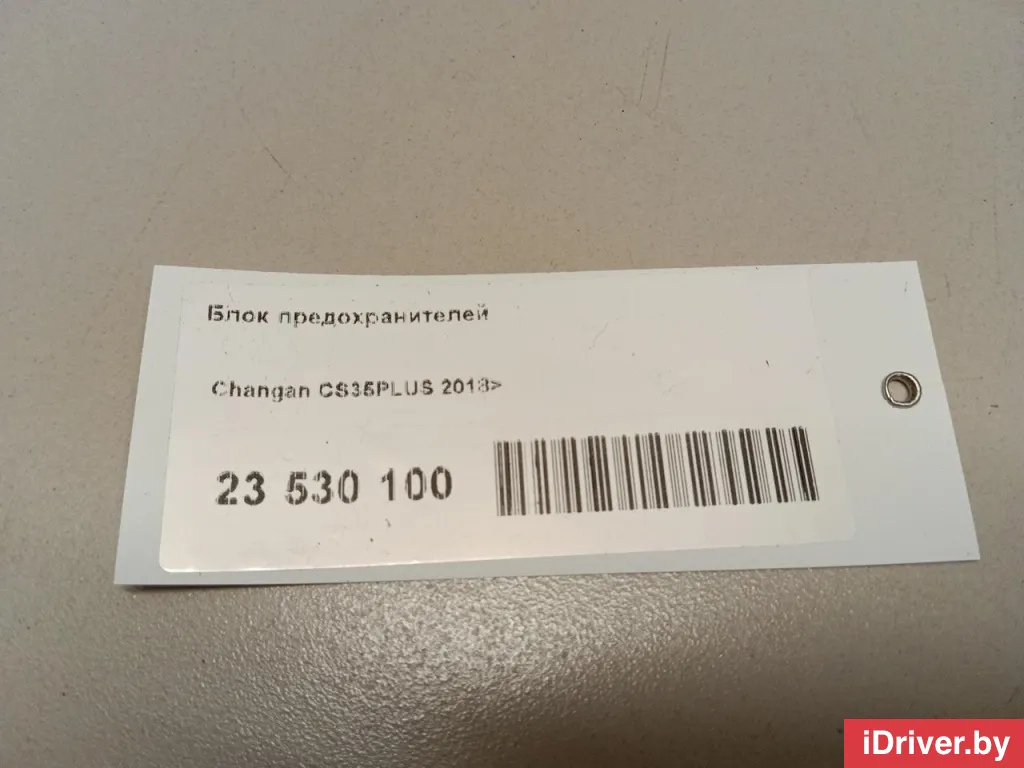 Блок предохранителей
Changan CS35PLUS 2018>
23 530 100
iDriver.by